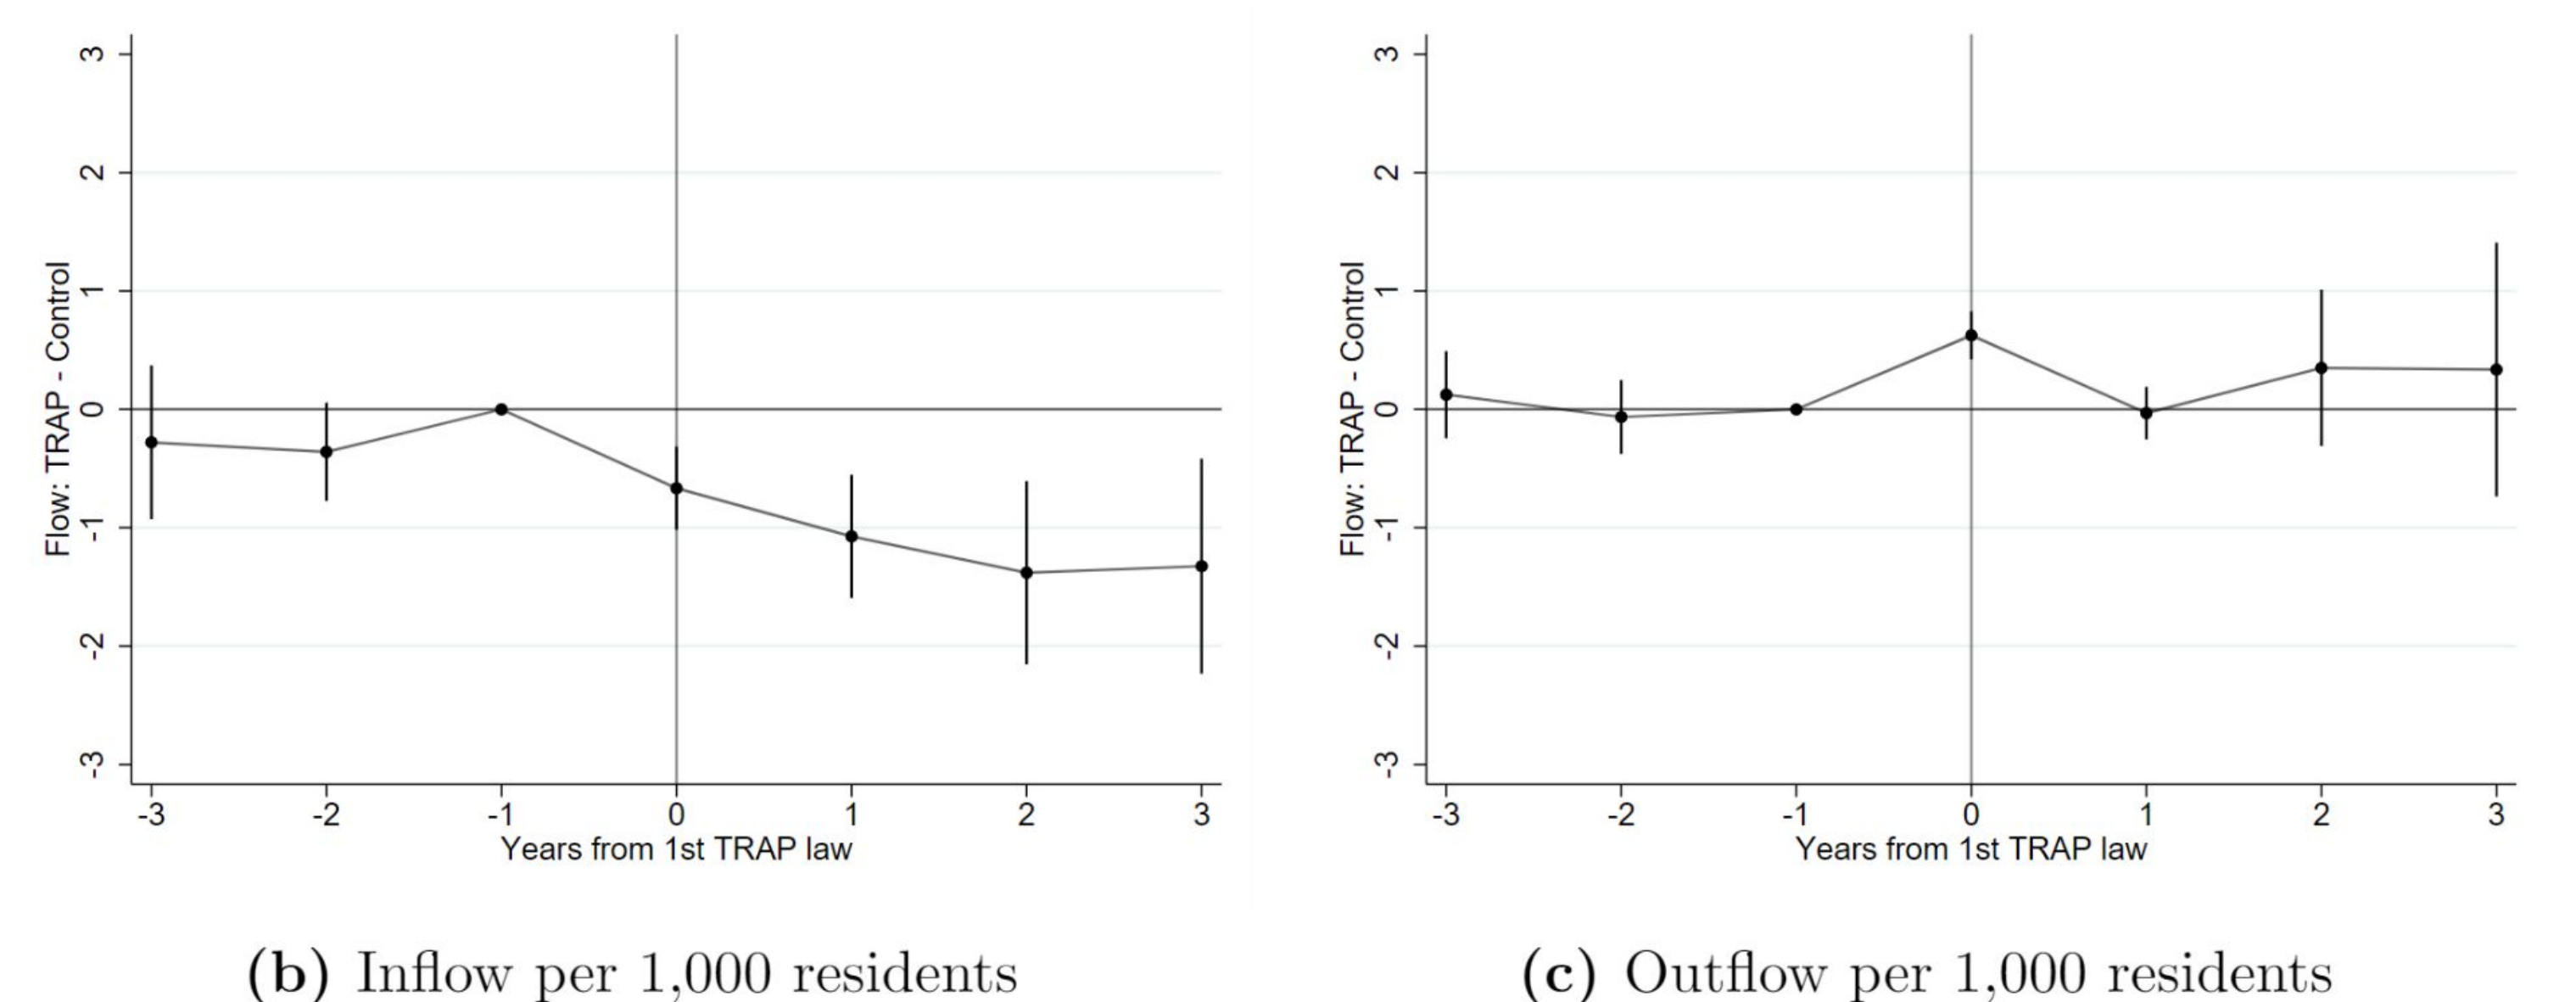 3
2
1
0
-1
-2
-3
Flow: TRAP - Control
-3 -2 -1 0 1 2 3
Years from 1st TRAP law
(b) Inflow per 1,000 residents
3
2
1
0
-1
-2
-3
Flow: TRAP - Control
-3 -2 -1 0 1 2 3
Years from 1st TRAP law
(c) Outflow per 1,000 residents